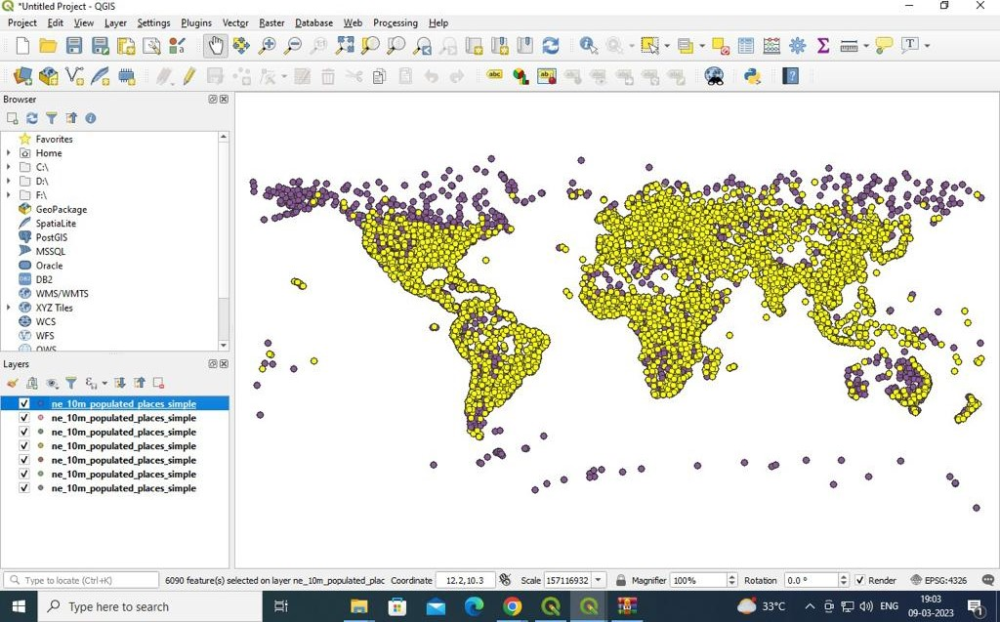 *Untitled Project - QGIS
Project Edit View Layer Settings Plugins Vector Raster Database Web Processing Help
Browser
Favorites
Home
C:\
D:\
F:\
GeoPackage
SpatiaLite
PostGIS
MSSQL
Oracle
DB2
WMS/WMTS
XYZ Tiles
WCS
WFS
OWS
Layers
ne_10m_populated_places_simple
ne_10m_populated_places_simple
ne_10m_populated_places_simple
ne_10m_populated_places_simple
ne_10m_populated_places_simple
ne_10m_populated_places_simple
ne_10m_populated_places_simple
Type to locate (Ctrl+K) 6090 feature(s) selected on layer ne_10m_populated_plac Coordinate 12.2,10.3 Scale 157116932 Magnifier 100% Rotation 0.0 ° Render EPSG:4326
Type here to search 33°C ENG 19:03
09-03-2023